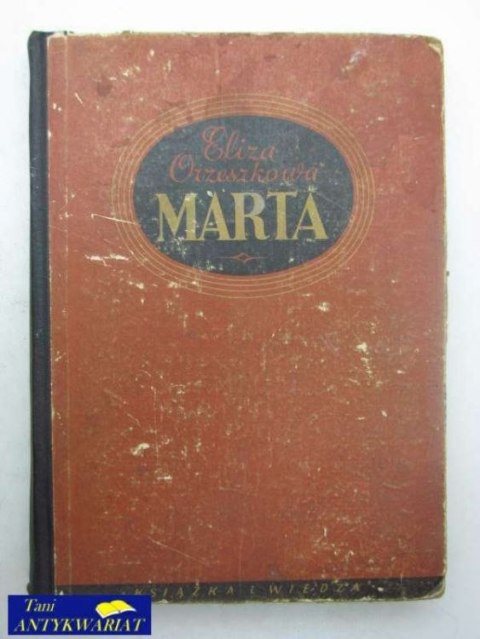 Eliza
Orzeszkowa
MARTA
KSIĄŻKA I WIEDZA
Tani
ANTYKWARIAT